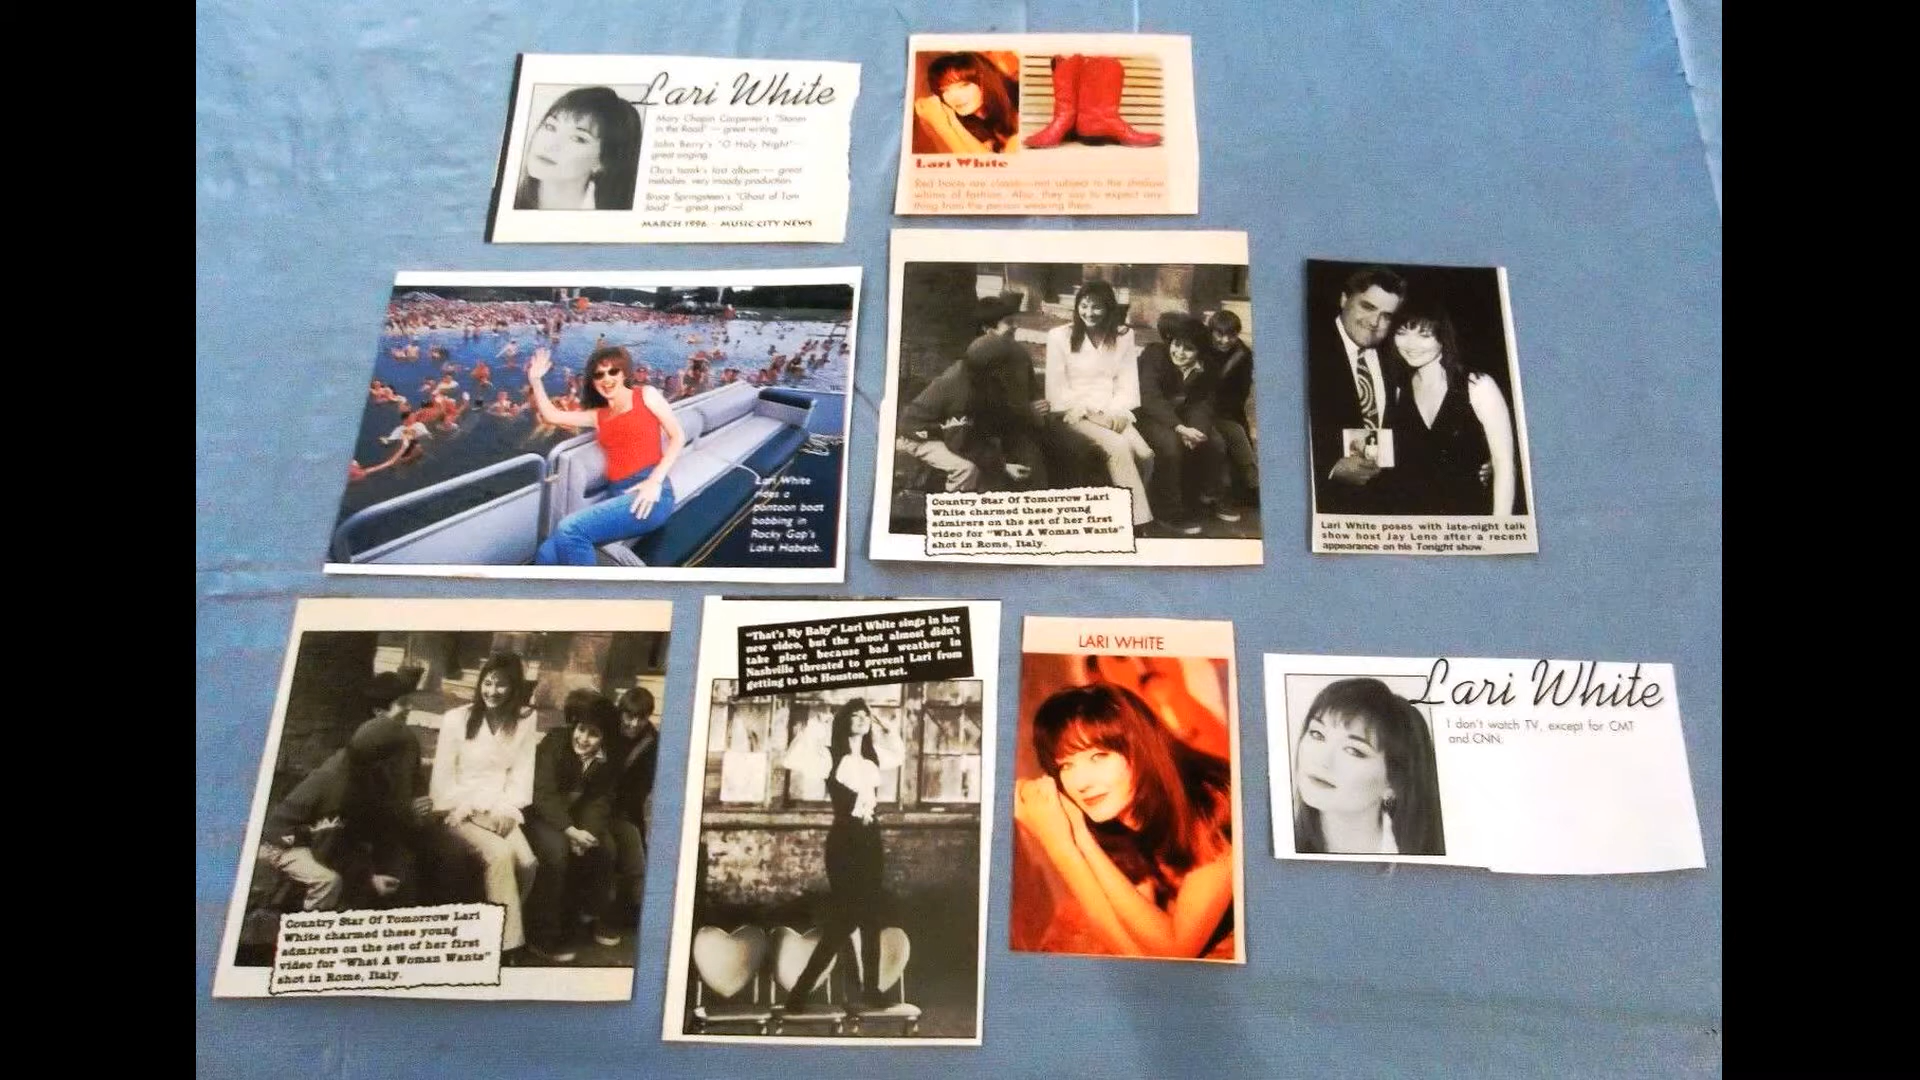 Lari White
Mary Chapin Carpenter's "Stones
in the Road" — great writing.
John Berry's "O Holy Night" —
great singing.
Chris Isaak's last album — great
melodies, very moody production.
Bruce Springsteen's "Ghost of Tom
Joad" — great, period.
MARCH 1996 - MUSIC CITY NEWS
Lari White
Red boots are classic—not subject to the shallow
whims of fashion. Also, they say to expect any
thing from the person wearing them.
Lari White
rides a
pontoon boat
bobbing in
Rocky Gap's
Lake Habeeb.
Country Star Of Tomorrow Lari
White charmed these young
admirers on the set of her first
video for "What A Woman Wants"
shot in Rome, Italy.
Lari White poses with late-night talk
show host Jay Leno after a recent
appearance on his Tonight show.
Country Star Of Tomorrow Lari
White charmed these young
admirers on the set of her first
video for "What A Woman Wants"
shot in Rome, Italy.
"That's My Baby" Lari White sings in her
new video, but the shoot almost didn't
take place because bad weather in
Nashville threatened to prevent Lari from
getting to the Houston, TX set.
LARI WHITE
Lari White
I don't watch TV, except for CMT
and CNN.